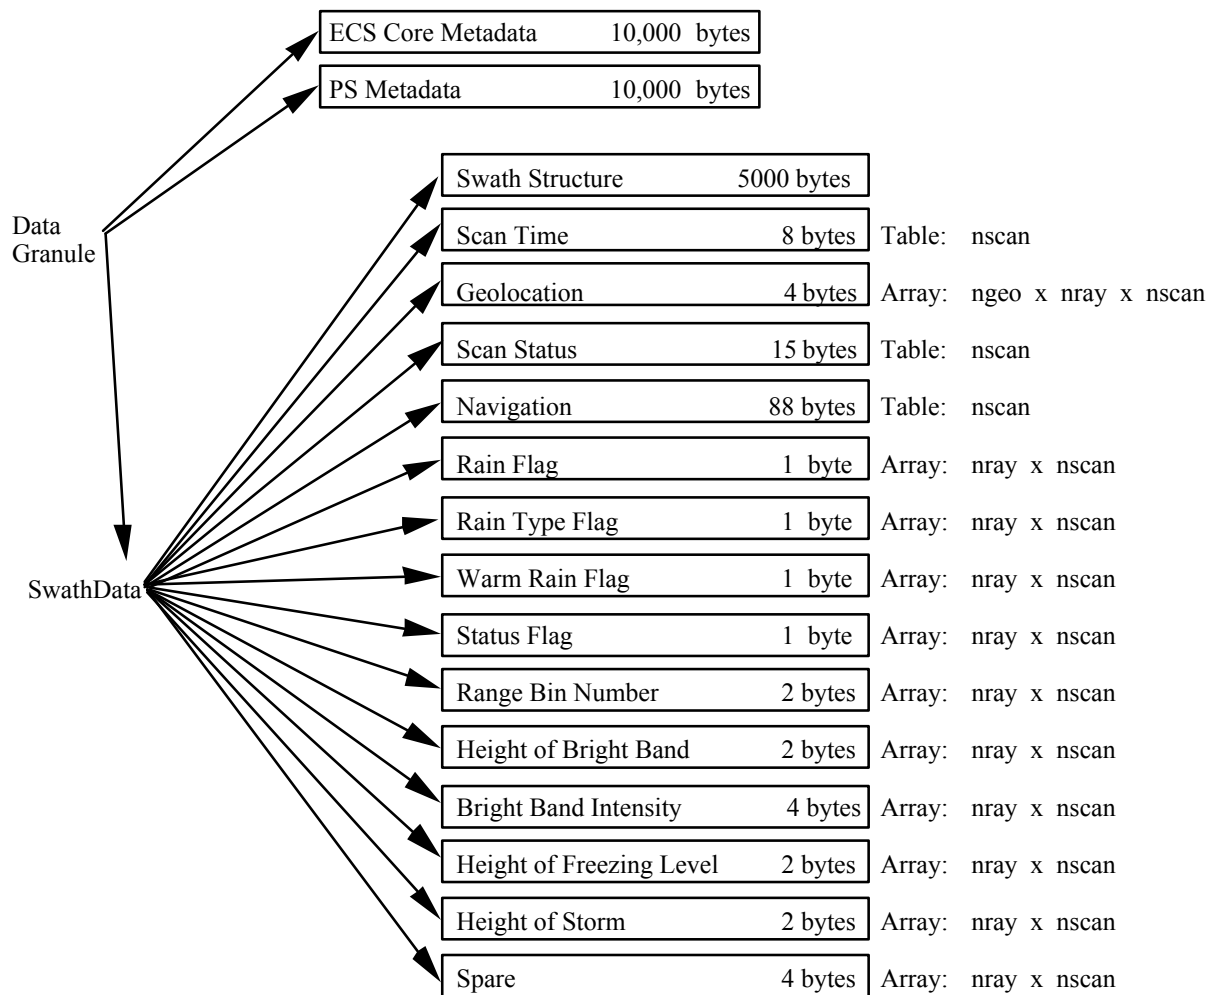 ECS Core Metadata 10,000 bytes
PS Metadata 10,000 bytes
Swath Structure 5000 bytes
Data
Granule
Scan Time 8 bytes Table: nscan
Geolocation 4 bytes Array: ngeo x nray x nscan
Scan Status 15 bytes Table: nscan
Navigation 88 bytes Table: nscan
Rain Flag 1 byte Array: nray x nscan
Rain Type Flag 1 byte Array: nray x nscan
SwathData
Warm Rain Flag 1 byte Array: nray x nscan
Status Flag 1 byte Array: nray x nscan
Range Bin Number 2 bytes Array: nray x nscan
Height of Bright Band 2 bytes Array: nray x nscan
Bright Band Intensity 4 bytes Array: nray x nscan
Height of Freezing Level 2 bytes Array: nray x nscan
Height of Storm 2 bytes Array: nray x nscan
Spare 4 bytes Array: nray x nscan